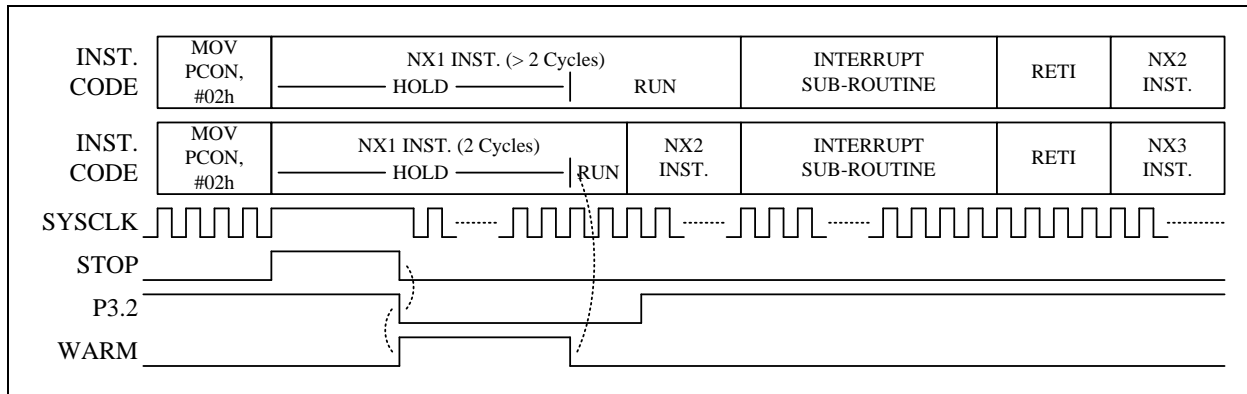 INST.
CODE
MOV
PCON,
#02h
NX1 INST. (> 2 Cycles)
HOLD
RUN
INTERRUPT
SUB-ROUTINE
RETI
NX2
INST.
INST.
CODE
MOV
PCON,
#02h
NX1 INST. (2 Cycles)
HOLD
RUN
NX2
INST.
INTERRUPT
SUB-ROUTINE
RETI
NX3
INST.
SYSCLK
STOP
P3.2
WARM